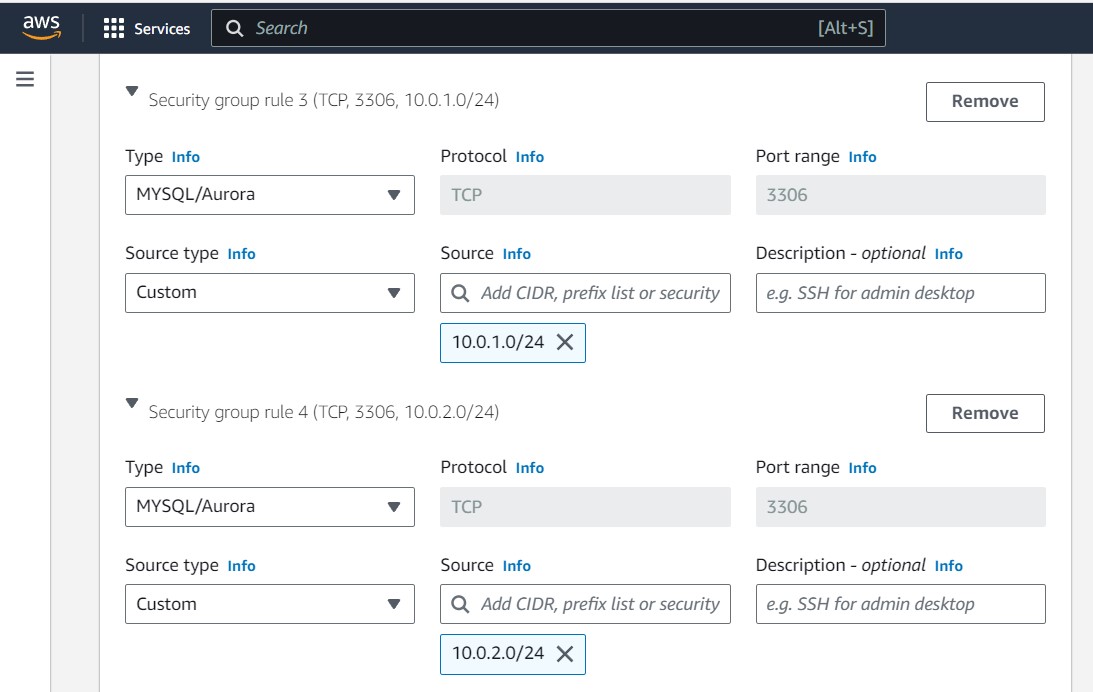 aws Services Search [Alt+S]
Security group rule 3 (TCP, 3306, 10.0.1.0/24) Remove
Type Info Protocol Info Port range Info
MYSQL/Aurora TCP 3306
Source type Info Source Info Description - optional Info
Custom Add CIDR, prefix list or security e.g. SSH for admin desktop
10.0.1.0/24
Security group rule 4 (TCP, 3306, 10.0.2.0/24) Remove
Type Info Protocol Info Port range Info
MYSQL/Aurora TCP 3306
Source type Info Source Info Description - optional Info
Custom Add CIDR, prefix list or security e.g. SSH for admin desktop
10.0.2.0/24